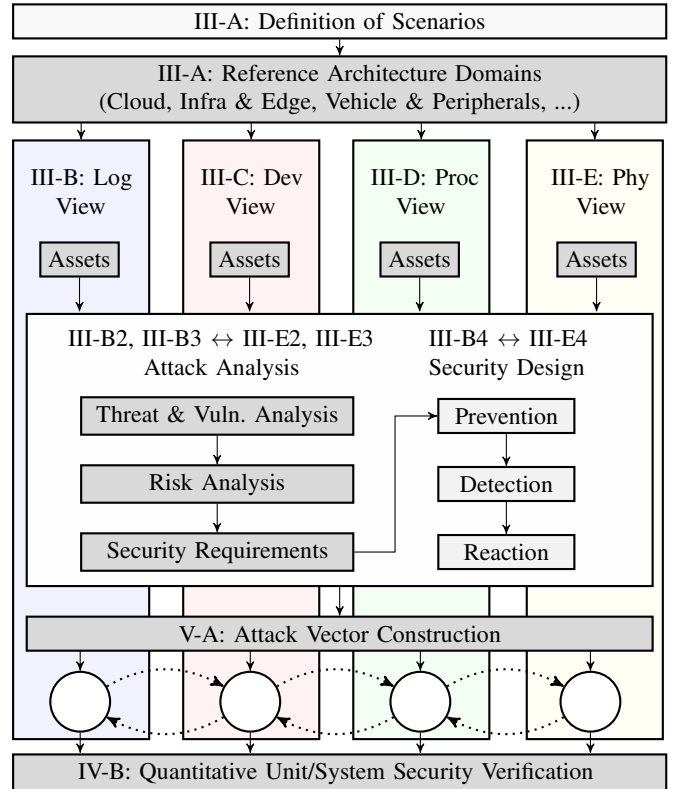 III-A: Definition of Scenarios
III-A: Reference Architecture Domains
(Cloud, Infra & Edge, Vehicle & Peripherals, ...)
III-B: Log
View
III-C: Dev
View
III-D: Proc
View
III-E: Phy
View
Assets
Assets
Assets
Assets
III-B2, III-B3 ↔ III-E2, III-E3
Attack Analysis
III-B4 ↔ III-E4
Security Design
Threat & Vuln. Analysis
Risk Analysis
Security Requirements
Prevention
Detection
Reaction
V-A: Attack Vector Construction
IV-B: Quantitative Unit/System Security Verification